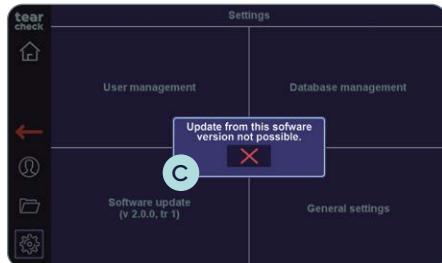 tear
check
Settings
User management
Database management
Update from this sofware
version not possible.
C
Software update
(v 2.0.0, tr 1)
General settings